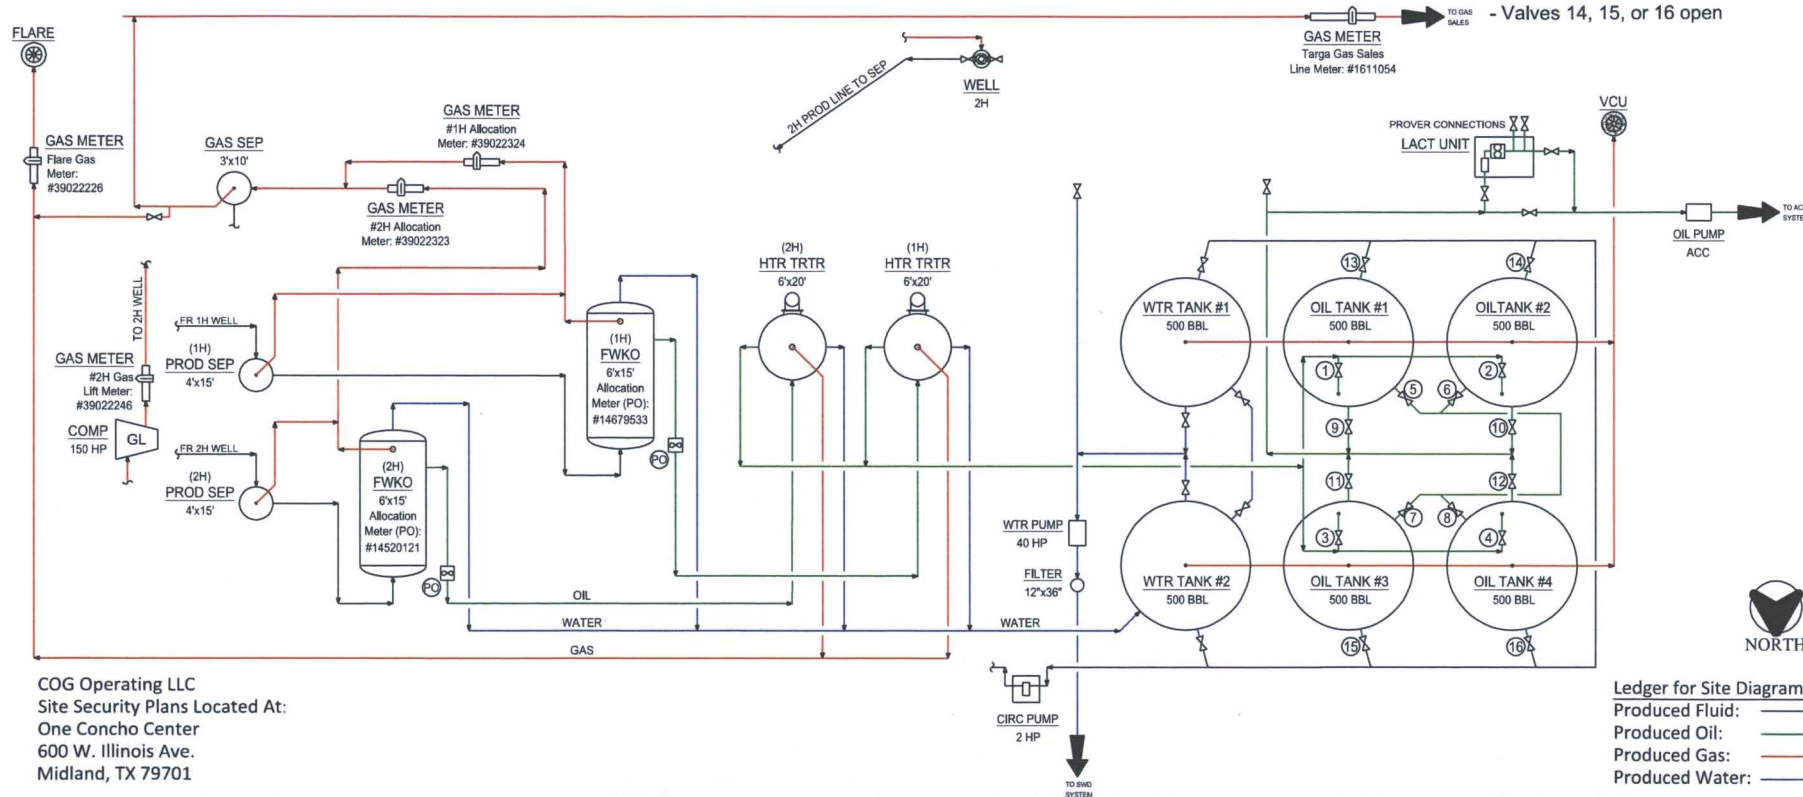 FLARE
TO GAS
SALES
- Valves 14, 15, or 16 open
GAS METER
Targa Gas Sales
Line Meter: #1611054
2H PROD LINE TO SEP
WELL
2H
VCU
PROVER CONNECTIONS
LACT UNIT
GAS METER
#1H Allocation
Meter: #39022324
GAS METER
Flare Gas
Meter:
#39022226
GAS SEP
3'x10'
GAS METER
#2H Allocation
Meter: #39022323
OIL PUMP
ACC
(2H)
HTR TRTR
6'x20'
(1H)
HTR TRTR
6'x20'
13
14
TO 2H WELL
FR 1H WELL
(1H)
PROD SEP
4'x15'
(1H)
FWKO
6'x15'
Allocation
Meter (PO):
#14679533
PO
WTR TANK #1
500 BBL
OIL TANK #1
500 BBL
OILTANK #2
500 BBL
1
2
5
6
9
10
GAS METER
#2H Gas
Lift Meter:
#39022246
COMP
150 HP
GL
FR 2H WELL
(2H)
PROD SEP
4'x15'
(2H)
FWKO
6'x15'
Allocation
Meter (PO):
#14520121
PO
11
12
7
8
3
4
WTR PUMP
40 HP
FILTER
12"x36"
WTR TANK #2
500 BBL
OIL TANK #3
500 BBL
OIL TANK #4
500 BBL
OIL
WATER
WATER
GAS
15
16
NORTH
CIRC PUMP
2 HP
TO SWD
SYSTEM
COG Operating LLC
Site Security Plans Located At:
One Concho Center
600 W. Illinois Ave.
Midland, TX 79701
Ledger for Site Diagram
Produced Fluid:
Produced Oil:
Produced Gas:
Produced Water: